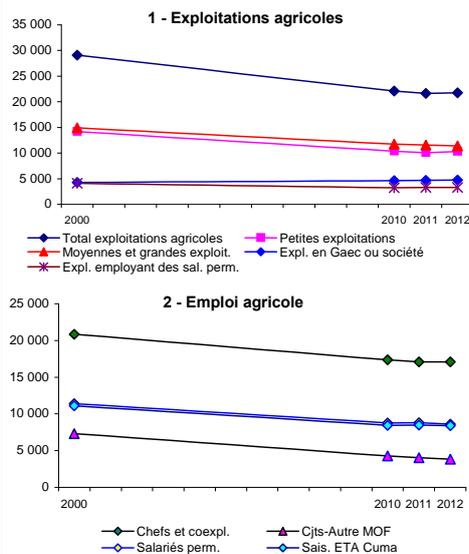 1 - Exploitations agricoles
35 000
30 000
25 000
20 000
15 000
10 000
5 000
0
2000 2010 2011 2012
Total exploitations agricoles Petites exploitations
Moyennes et grandes exploit. Expl. en Gaec ou société
Expl. employant des sal. perm.
2 - Emploi agricole
25 000
20 000
15 000
10 000
5 000
0
2000 2010 2011 2012
Chefs et coexpl. Cjts-Autre MOF
Salariés perm. Sais. ETA Cuma